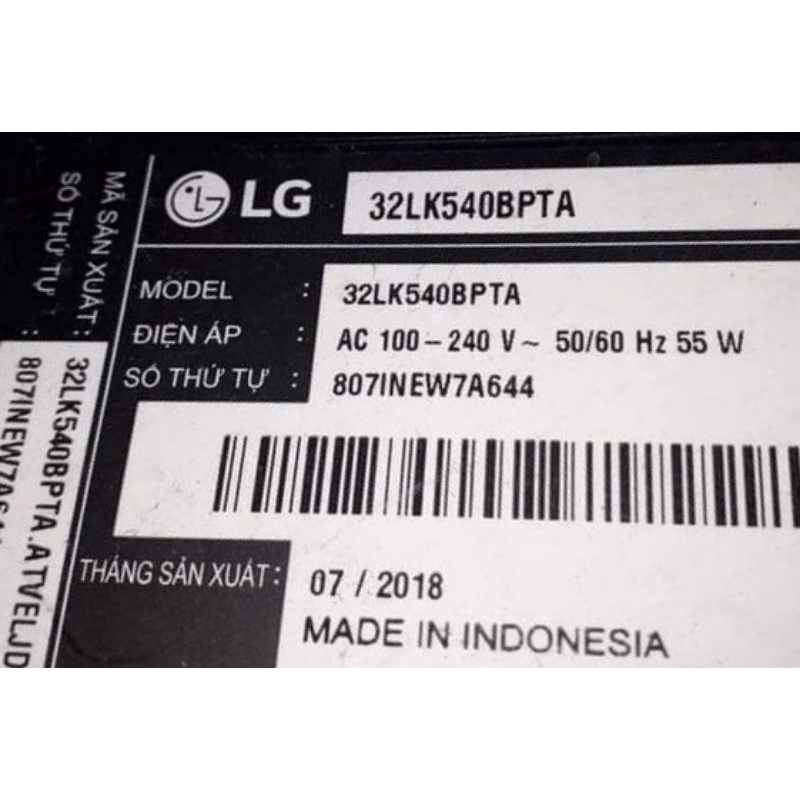 LG 32LK540BPTA
MODEL : 32LK540BPTA
ĐIỆN ÁP : AC 100-240 V~ 50/60 Hz 55 W
SỐ THỨ TỰ : 807INEW7A644
THÁNG SẢN XUẤT: 07 / 2018
MADE IN INDONESIA
MÃ SẢN XUẤT: 32LK540BPTA.ATVELJD
SỐ THỨ TỰ :